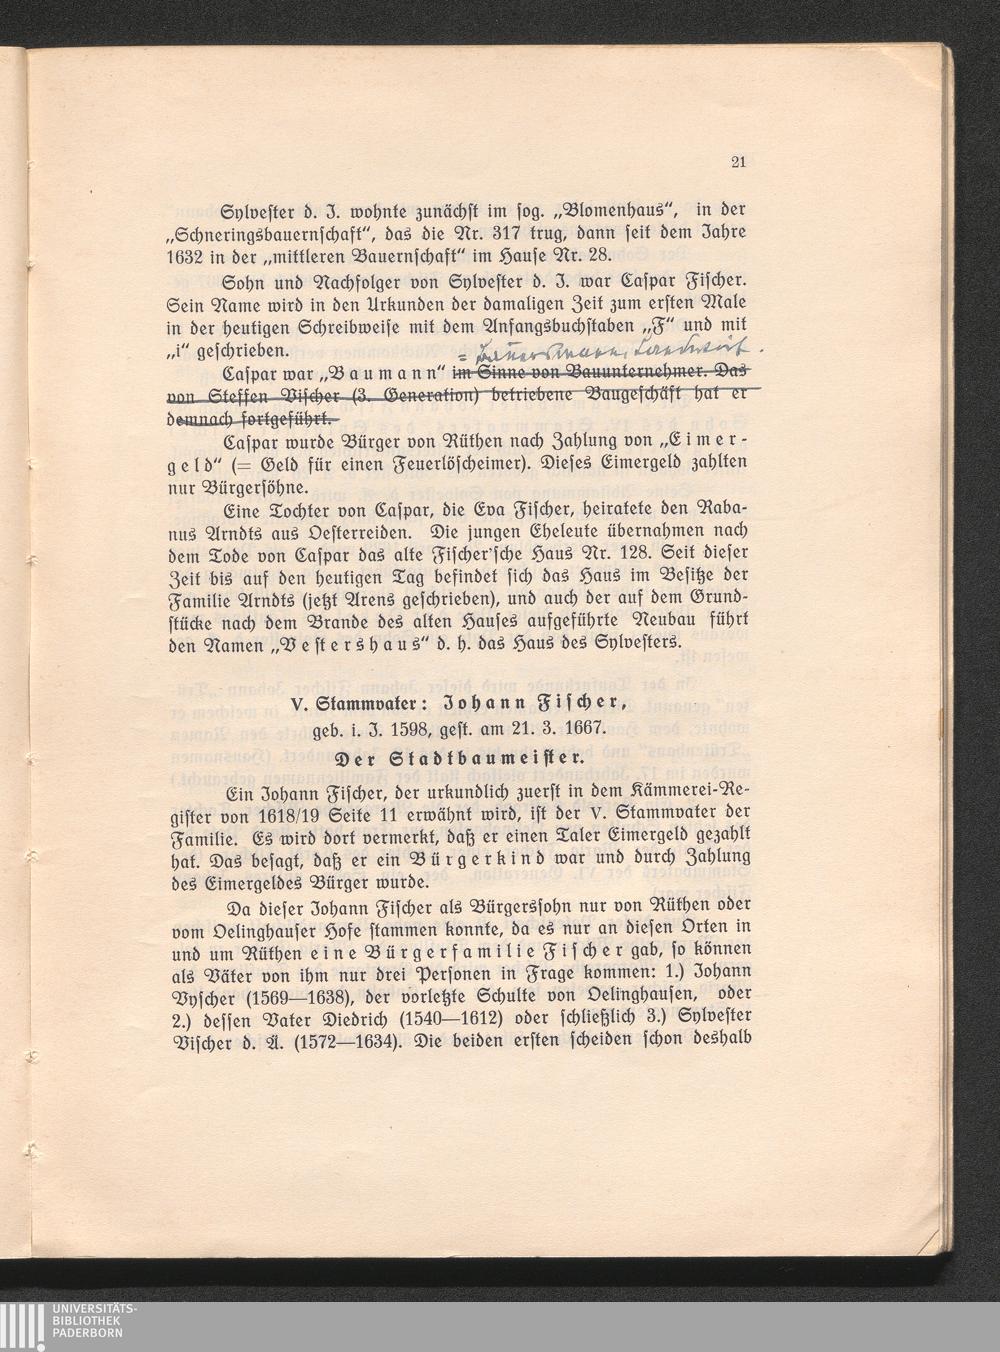 21
Sylvester d. J. wohnte zunächst im sog. „Blomenhaus“, in der
„Schneringsbauernschaft“, das die Nr. 317 trug, dann seit dem Jahre
1632 in der „mittleren Bauernschaft“ im Hause Nr. 28.
Sohn und Nachfolger von Sylvester d. J. war Caspar Fischer.
Sein Name wird in den Urkunden der damaligen Zeit zum ersten Male
in der heutigen Schreibweise mit dem Anfangsbuchstaben „F“ und mit
„i“ geschrieben.
= Bauersmann, Landwirt.
Caspar war „Baumann“ im Sinne von Bauunternehmer. Das
von Steffen Vischer (3. Generation) betriebene Baugeschäft hat er
demnach fortgeführt.
Caspar wurde Bürger von Rüthen nach Zahlung von „Eimer-
geld“ (= Geld für einen Feuerlöscheimer). Dieses Eimergeld zahlten
nur Bürgersöhne.
Eine Tochter von Caspar, die Eva Fischer, heiratete den Raba-
nus Arndts aus Oesterreiden. Die jungen Eheleute übernahmen nach
dem Tode von Caspar das alte Fischer'sche Haus Nr. 128. Seit dieser
Zeit bis auf den heutigen Tag befindet sich das Haus im Besitze der
Familie Arndts (jetzt Arens geschrieben), und auch der auf dem Grund-
stücke nach dem Brande des alten Hauses aufgeführte Neubau führt
den Namen „Vestershaus“ d. h. das Haus des Sylvesters.
V. Stammvater: Johann Fischer,
geb. i. J. 1598, gest. am 21. 3. 1667.
Der Stadtbaumeister.
Ein Johann Fischer, der urkundlich zuerst in dem Kämmerei-Re-
gister von 1618/19 Seite 11 erwähnt wird, ist der V. Stammvater der
Familie. Es wird dort vermerkt, daß er einen Taler Eimergeld gezahlt
hat. Das besagt, daß er ein Bürgerkind war und durch Zahlung
des Eimergeldes Bürger wurde.
Da dieser Johann Fischer als Bürgerssohn nur von Rüthen oder
vom Oelinghauser Hofe stammen konnte, da es nur an diesen Orten in
und um Rüthen eine Bürgerfamilie Fischer gab, so können
als Väter von ihm nur drei Personen in Frage kommen: 1.) Johann
Vyscher (1569—1638), der vorletzte Schulte von Oelinghausen, oder
2.) dessen Vater Diedrich (1540—1612) oder schließlich 3.) Sylvester
Vischer d. Ä. (1572—1634). Die beiden ersten scheiden schon deshalb
UNIVERSITÄTS-
BIBLIOTHEK
PADERBORN